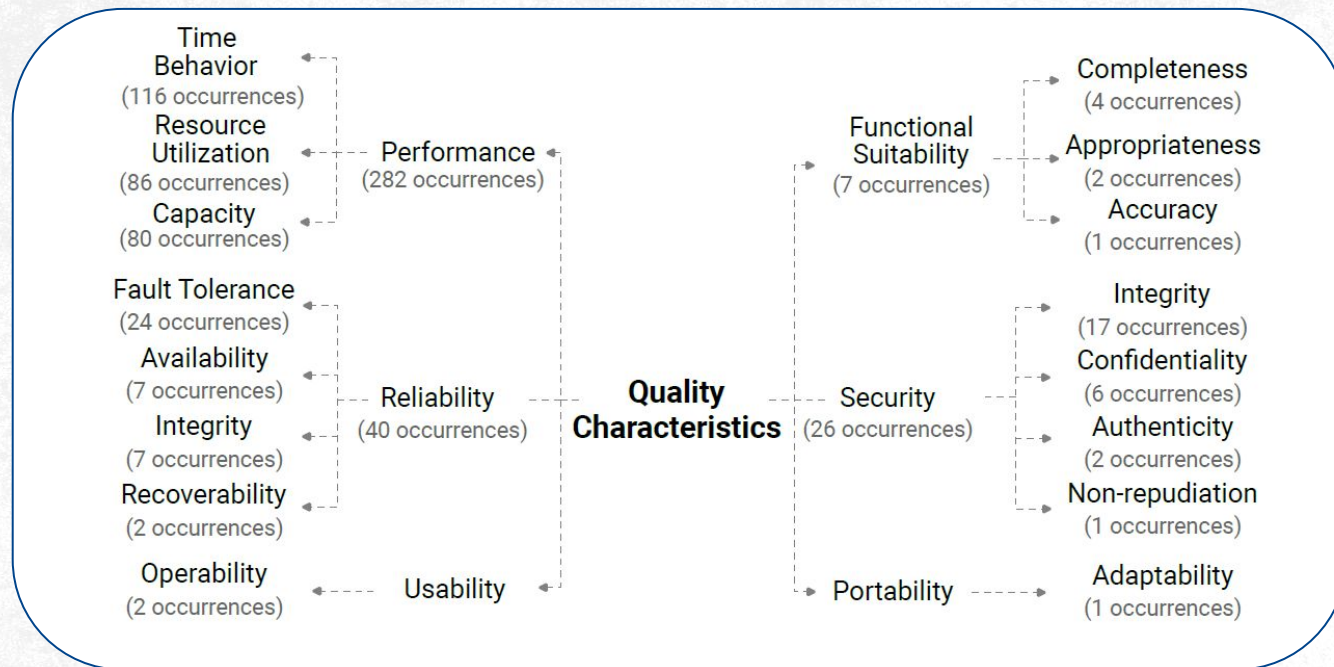 Time
Behavior
(116 occurrences)
Resource
Utilization
(86 occurrences)
Capacity
(80 occurrences)
Performance
(282 occurrences)
Fault Tolerance
(24 occurrences)
Availability
(7 occurrences)
Integrity
(7 occurrences)
Recoverability
(2 occurrences)
Reliability
(40 occurrences)
Operability
(2 occurrences)
Usability
Quality
Characteristics
Functional
Suitability
(7 occurrences)
Completeness
(4 occurrences)
Appropriateness
(2 occurrences)
Accuracy
(1 occurrences)
Security
(26 occurrences)
Integrity
(17 occurrences)
Confidentiality
(6 occurrences)
Authenticity
(2 occurrences)
Non-repudiation
(1 occurrences)
Portability
Adaptability
(1 occurrences)